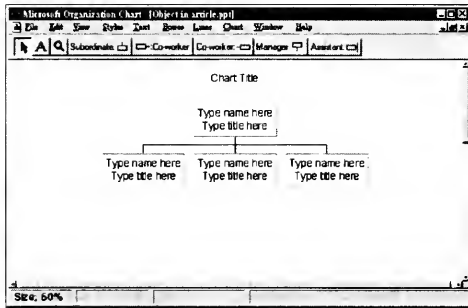 Microsoft Organization Chart - [Object in article.ppt]
File Edit View Styles Text Boxes Lines Chart Window Help
A Subordinate: Co-worker Co-worker: Manager: Assistant:
Chart Title
Type name here
Type title here
Type name here Type name here Type name here
Type title here Type title here Type title here
Size: 50%